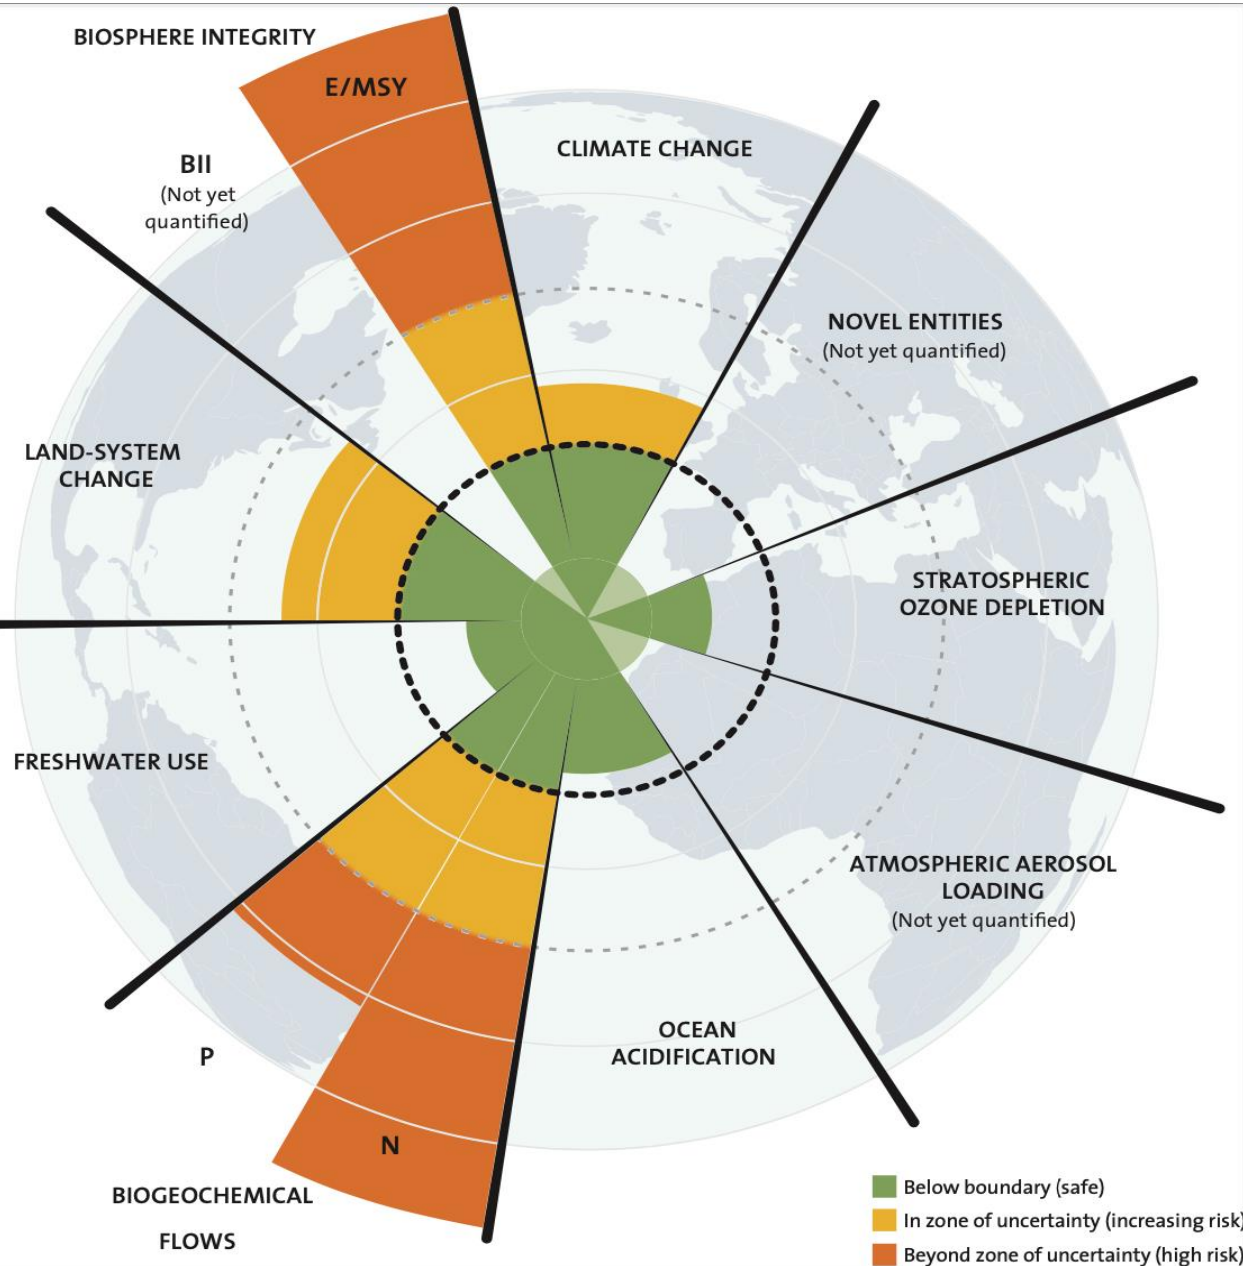 BIOSPHERE INTEGRITY
E/MSY
BII
(Not yet
quantified)
CLIMATE CHANGE
NOVEL ENTITIES
(Not yet quantified)
LAND-SYSTEM
CHANGE
STRATOSPHERIC
OZONE DEPLETION
FRESHWATER USE
ATMOSPHERIC AEROSOL
LOADING
(Not yet quantified)
OCEAN
ACIDIFICATION
P
N
BIOGEOCHEMICAL
FLOWS
Below boundary (safe)
In zone of uncertainty (increasing risk)
Beyond zone of uncertainty (high risk)